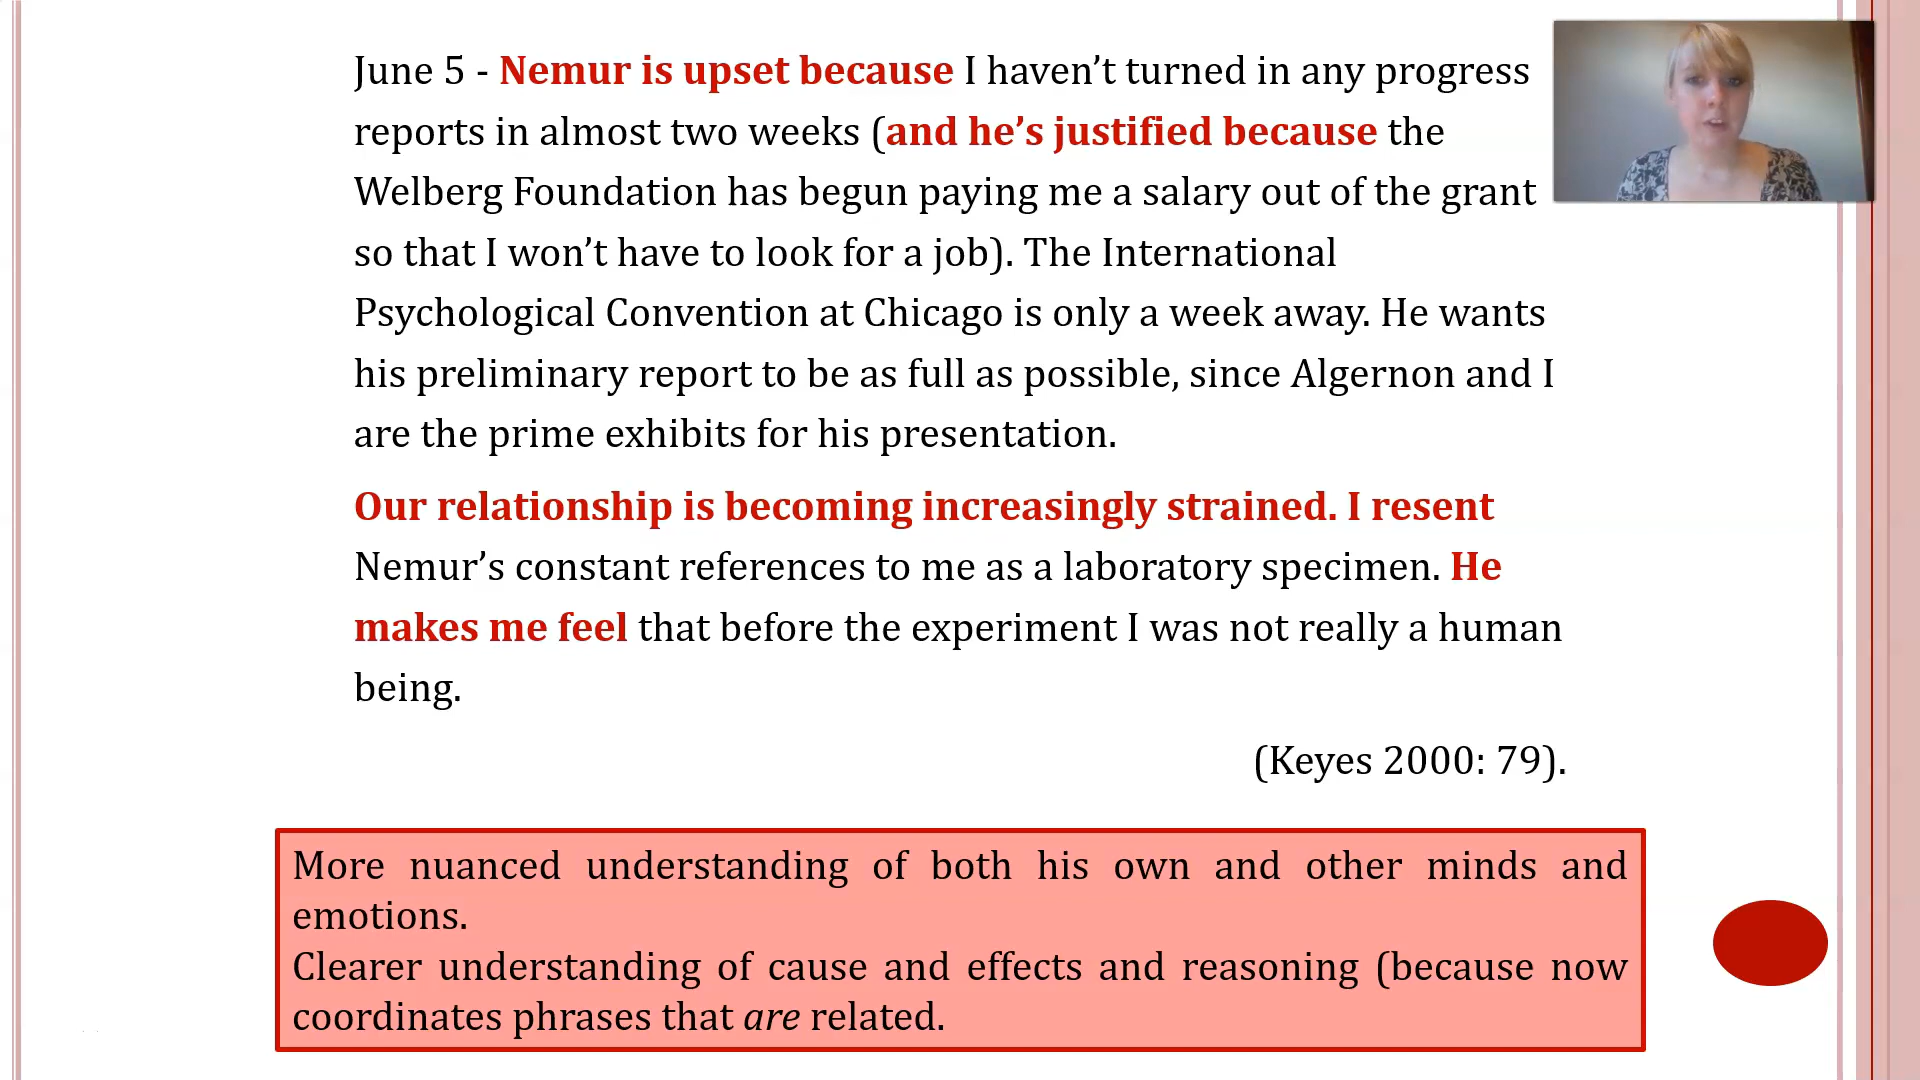 June 5 - Nemur is upset because I haven’t turned in any progress
reports in almost two weeks (and he’s justified because the
Welberg Foundation has begun paying me a salary out of the grant
so that I won’t have to look for a job). The International
Psychological Convention at Chicago is only a week away. He wants
his preliminary report to be as full as possible, since Algernon and I
are the prime exhibits for his presentation.
Our relationship is becoming increasingly strained. I resent
Nemur’s constant references to me as a laboratory specimen. He
makes me feel that before the experiment I was not really a human
being.
(Keyes 2000: 79).
More nuanced understanding of both his own and other minds and
emotions.
Clearer understanding of cause and effects and reasoning (because now
coordinates phrases that are related.